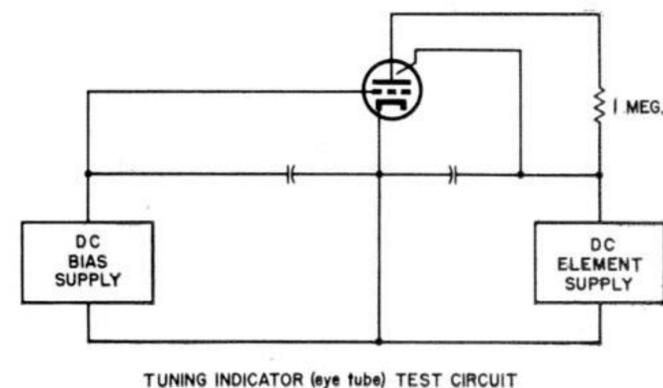 1 MEG.
DC
BIAS
SUPPLY
DC
ELEMENT
SUPPLY
TUNING INDICATOR (eye tube) TEST CIRCUIT